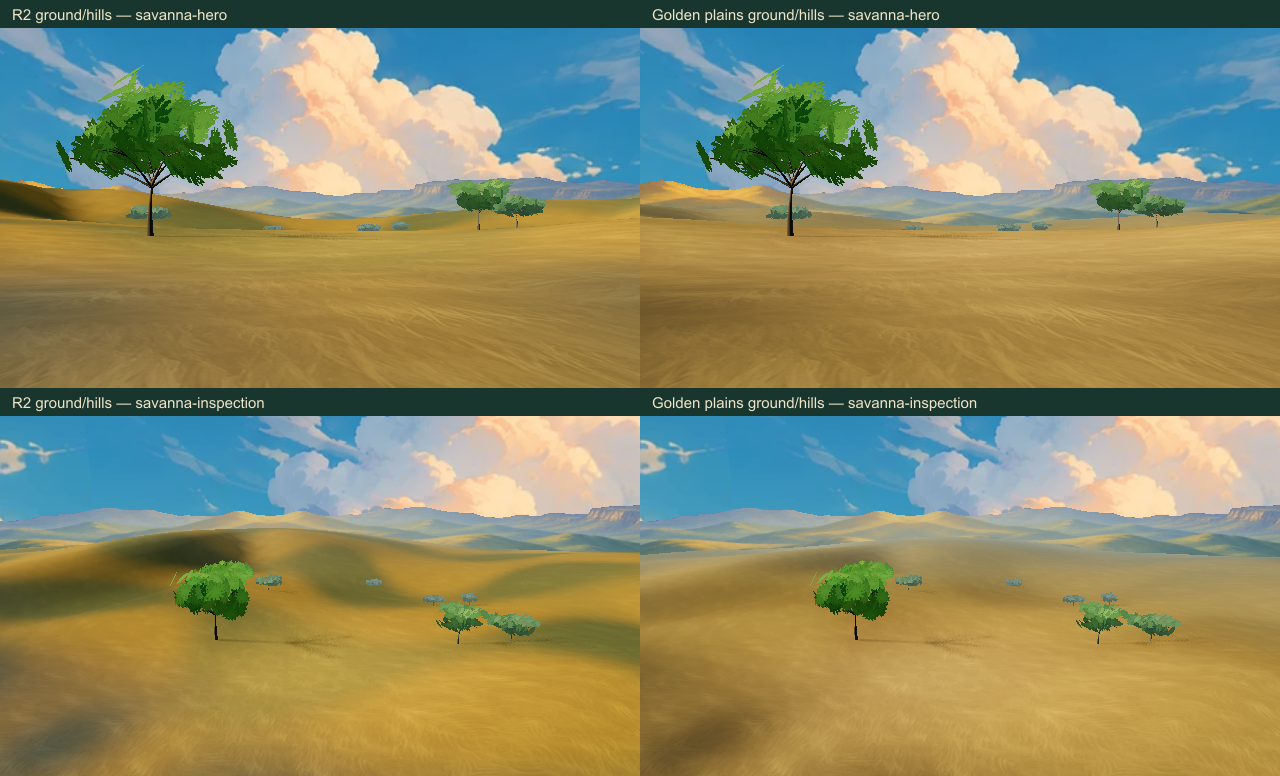 R2 ground/hills — savanna-hero
Golden plains ground/hills — savanna-hero
R2 ground/hills — savanna-inspection
Golden plains ground/hills — savanna-inspection